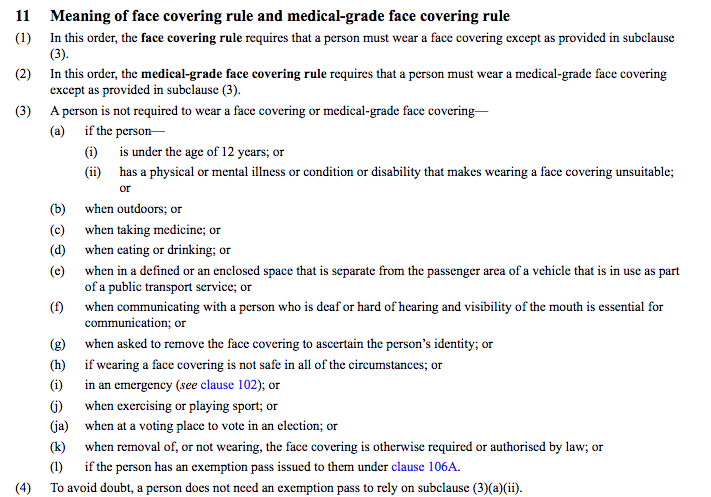 11 Meaning of face covering rule and medical-grade face covering rule
(1) In this order, the face covering rule requires that a person must wear a face covering except as provided in subclause
(3).
(2) In this order, the medical-grade face covering rule requires that a person must wear a medical-grade face covering
except as provided in subclause (3).
(3) A person is not required to wear a face covering or medical-grade face covering—
(a) if the person—
(i) is under the age of 12 years; or
(ii) has a physical or mental illness or condition or disability that makes wearing a face covering unsuitable;
or
(b) when outdoors; or
(c) when taking medicine; or
(d) when eating or drinking; or
(e) when in a defined or an enclosed space that is separate from the passenger area of a vehicle that is in use as part
of a public transport service; or
(f) when communicating with a person who is deaf or hard of hearing and visibility of the mouth is essential for
communication; or
(g) when asked to remove the face covering to ascertain the person's identity; or
(h) if wearing a face covering is not safe in all of the circumstances; or
(i) in an emergency (see clause 102); or
(j) when exercising or playing sport; or
(ja) when at a voting place to vote in an election; or
(k) when removal of, or not wearing, the face covering is otherwise required or authorised by law; or
(l) if the person has an exemption pass issued to them under clause 106A.
(4) To avoid doubt, a person does not need an exemption pass to rely on subclause (3)(a)(ii).